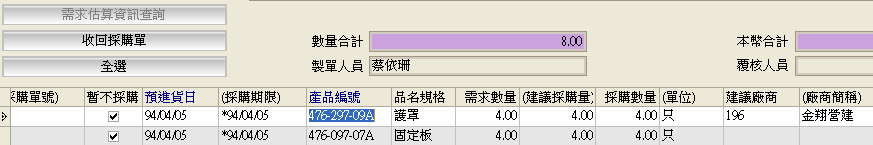 需求估算資訊查詢
收回採購單 數量合計 8.00 本幣合計
全選 製單人員 蔡依珊 覆核人員
採購單號) 暫不採購 預進貨日 (採購期限) 產品編號 品名規格 需求數量 (建議採購量) 採購數量 (單位) 建議廠商 (廠商簡稱)
94/04/05 *94/04/05 476-297-09A 護罩 4.00 4.00 4.00 只 196 金翔營建
94/04/05 *94/04/05 476-097-07A 固定板 4.00 4.00 4.00 只